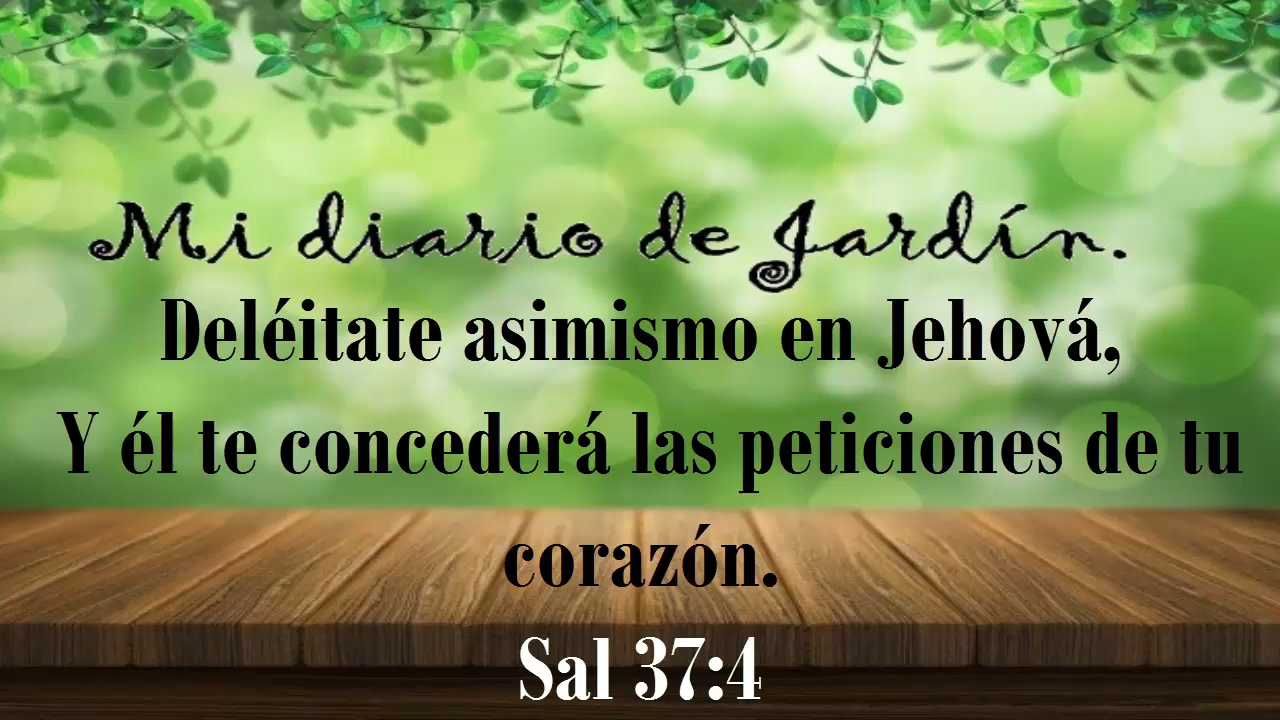 Mi diario de Jardín.
Deléitate asimismo en Jehová,
Y él te concederá las peticiones de tu
corazón.
Sal 37:4